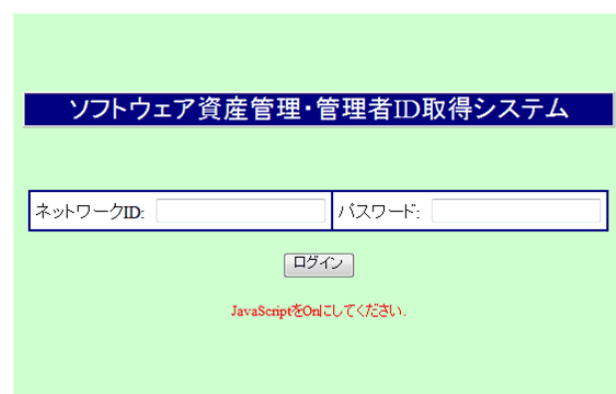 ソフトウェア資産管理・管理者ID取得システム
ネットワークID: パスワード:
ログイン
JavaScriptをOnにしてください.